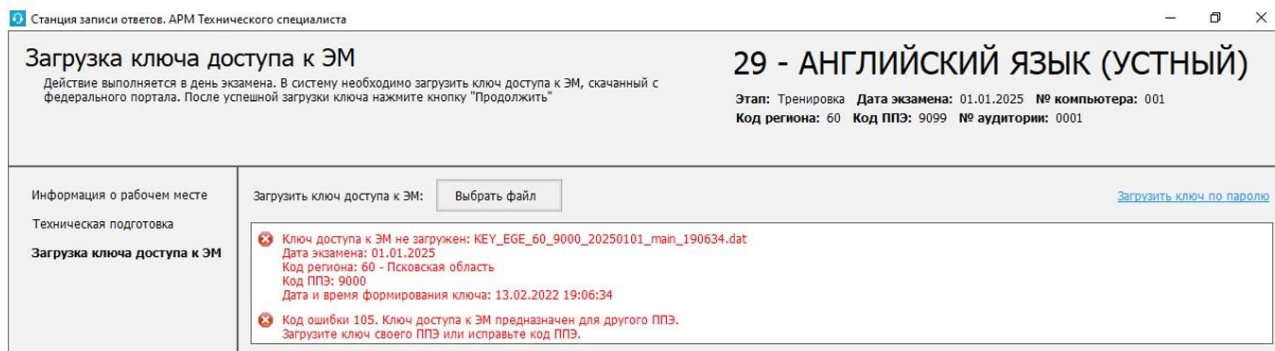 Станция записи ответов. АРМ Технического специалиста
Загрузка ключа доступа к ЭМ
Действие выполняется в день экзамена. В систему необходимо загрузить ключ доступа к ЭМ, скачанный с
федерального портала. После успешной загрузки ключа нажмите кнопку "Продолжить"
29 - АНГЛИЙСКИЙ ЯЗЫК (УСТНЫЙ)
Этап: Тренировка Дата экзамена: 01.01.2025 № компьютера: 001
Код региона: 60 Код ППЭ: 9099 № аудитории: 0001
Информация о рабочем месте
Техническая подготовка
Загрузка ключа доступа к ЭМ
Загрузить ключ доступа к ЭМ: Выбрать файл Загрузить ключ по паролю
Ключ доступа к ЭМ не загружен: KEY_EGE_60_9000_20250101_main_190634.dat
Дата экзамена: 01.01.2025
Код региона: 60 - Псковская область
Код ППЭ: 9000
Дата и время формирования ключа: 13.02.2022 19:06:34
Код ошибки 105. Ключ доступа к ЭМ предназначен для другого ППЭ.
Загрузите ключ своего ППЭ или исправьте код ППЭ.